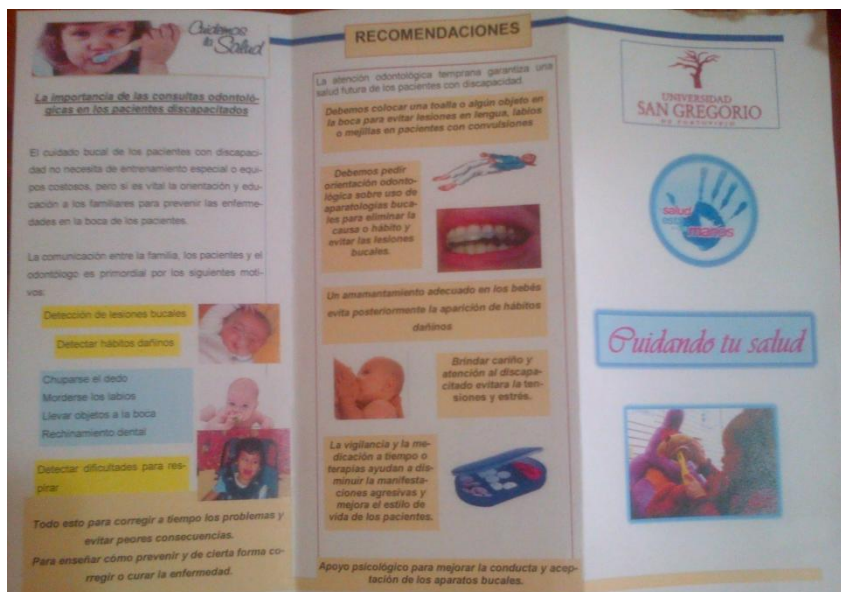 Cuidemos
tu Salud
La importancia de las consultas odontoló-
gicas en los pacientes discapacitados
El cuidado bucal de los pacientes con discapaci-
dad no necesita de entrenamiento especial o equi-
pos costosos, pero si es vital la orientación y edu-
cación a los familiares para prevenir las enferme-
dades en la boca de los pacientes.
La comunicación entre la familia, los pacientes y el
odontólogo es primordial por los siguientes moti-
vos:
Detección de lesiones bucales
Detectar hábitos dañinos
Chuparse el dedo
Morderse los labios
Llevar objetos a la boca
Rechinamiento dental
Detectar dificultades para res-
pirar
Todo esto para corregir a tiempo los problemas y
evitar peores consecuencias.
Para enseñar cómo prevenir y de cierta forma co-
rregir o curar la enfermedad.
RECOMENDACIONES
La atención odontológica temprana garantiza una
salud futura de los pacientes con discapacidad.
Debemos colocar una toalla o algún objeto en
la boca para evitar lesiones en lengua, labios
o mejillas en pacientes con convulsiones
Debemos pedir
orientación odonto-
lógica sobre uso de
aparatologías buca-
les para eliminar la
causa o hábito y
evitar las lesiones
bucales.
Un amamantamiento adecuado en los bebés
evita posteriormente la aparición de hábitos
dañinos
Brindar cariño y
atención al discapa-
citado evitara la ten-
siones y estrés.
La vigilancia y la me-
dicación a tiempo o
terapias ayudan a dis-
minuir la manifesta-
ciones agresivas y
mejora el estilo de
vida de los pacientes.
Apoyo psicológico para mejorar la conducta y acep-
tación de los aparatos bucales.
UNIVERSIDAD
SAN GREGORIO
DE PORTOVIEJO
salud
manos
Cuidando tu salud